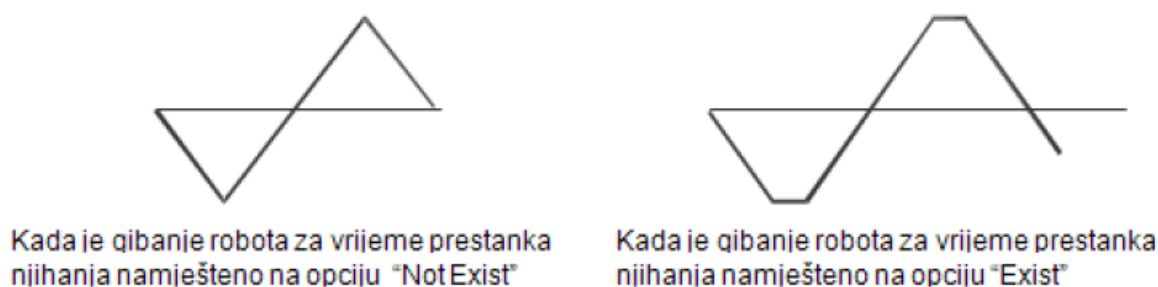 Kada je gibanje robota za vrijeme prestanka
njihanja namješteno na opciju “Not Exist”
Kada je gibanje robota za vrijeme prestanka
njihanja namješteno na opciju “Exist”